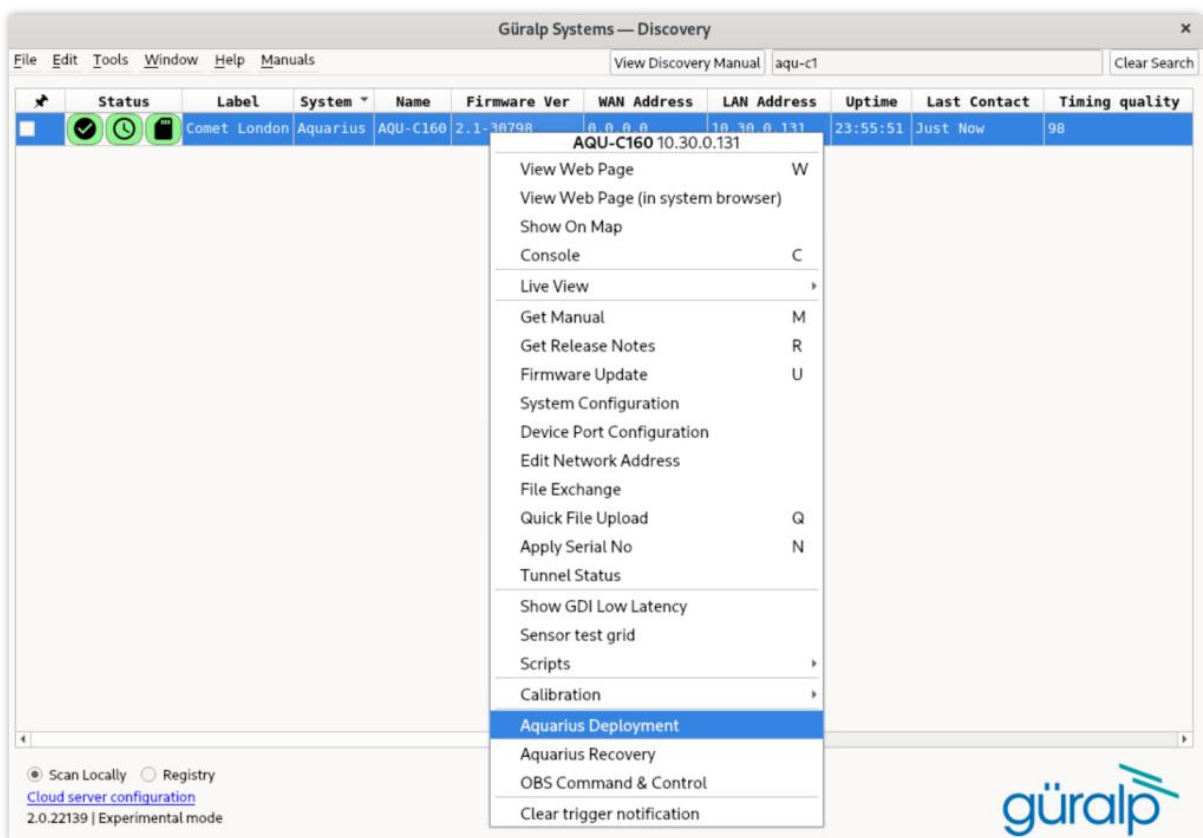 Güralp Systems — Discovery ×
File Edit Tools Window Help Manuals View Discovery Manual aqu-c1 Clear Search
Status Label System Name Firmware Ver WAN Address LAN Address Uptime Last Contact Timing quality
Comet London Aquarius AQU-C160 2.1-30798 0.0.0.0 10.30.0.131 23:55:51 Just Now 98
AQU-C160 10.30.0.131
View Web Page W
View Web Page (in system browser)
Show On Map
Console C
Live View
Get Manual M
Get Release Notes R
Firmware Update U
System Configuration
Device Port Configuration
Edit Network Address
File Exchange
Quick File Upload Q
Apply Serial No N
Tunnel Status
Show GDI Low Latency
Sensor test grid
Scripts
Calibration
Aquarius Deployment
Aquarius Recovery
OBS Command & Control
Clear trigger notification
Scan Locally Registry
Cloud server configuration
2.0.22139 | Experimental mode
güralp